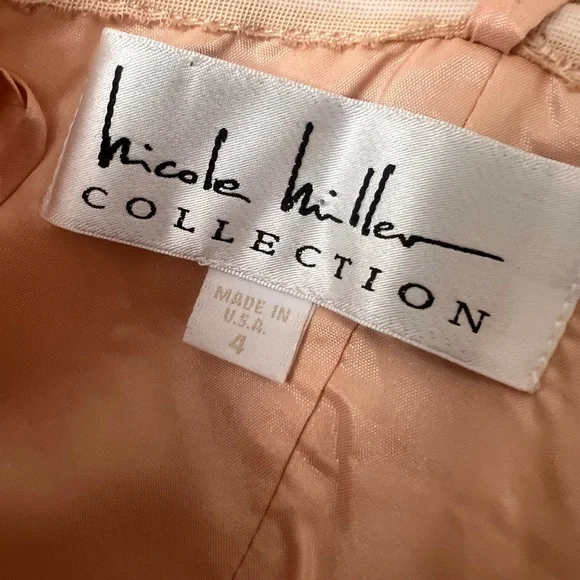 nicole miller
COLLECTION
MADE IN
U.S.A.
4